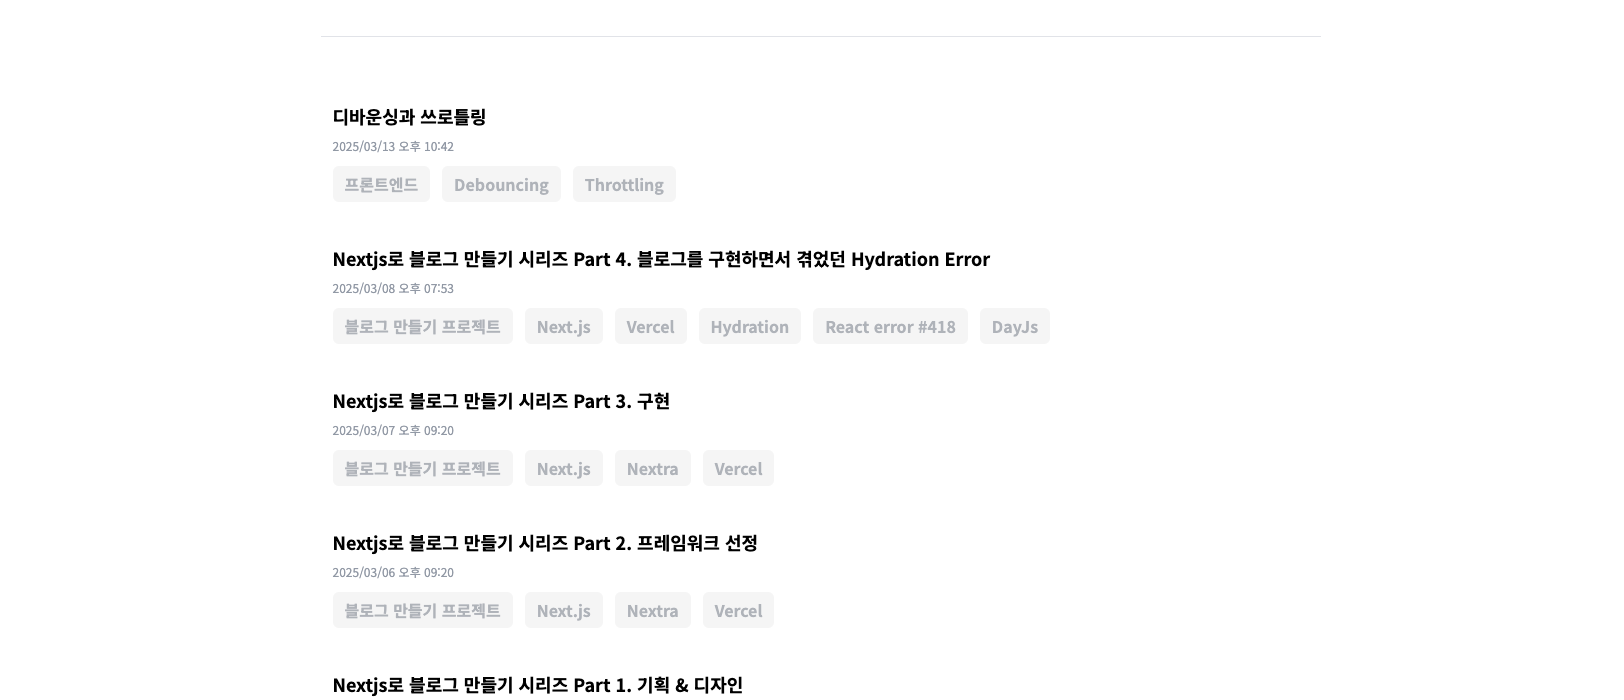 디바운싱과 쓰로틀링
2025/03/13 오후 10:42
프론트엔드 Debouncing Throttling
Nextjs로 블로그 만들기 시리즈 Part 4. 블로그를 구현하면서 겪었던 Hydration Error
2025/03/08 오후 07:53
블로그 만들기 프로젝트 Next.js Vercel Hydration React error #418 DayJs
Nextjs로 블로그 만들기 시리즈 Part 3. 구현
2025/03/07 오후 09:20
블로그 만들기 프로젝트 Next.js Nextra Vercel
Nextjs로 블로그 만들기 시리즈 Part 2. 프레임워크 선정
2025/03/06 오후 09:20
블로그 만들기 프로젝트 Next.js Nextra Vercel
Nextjs로 블로그 만들기 시리즈 Part 1. 기획 & 디자인